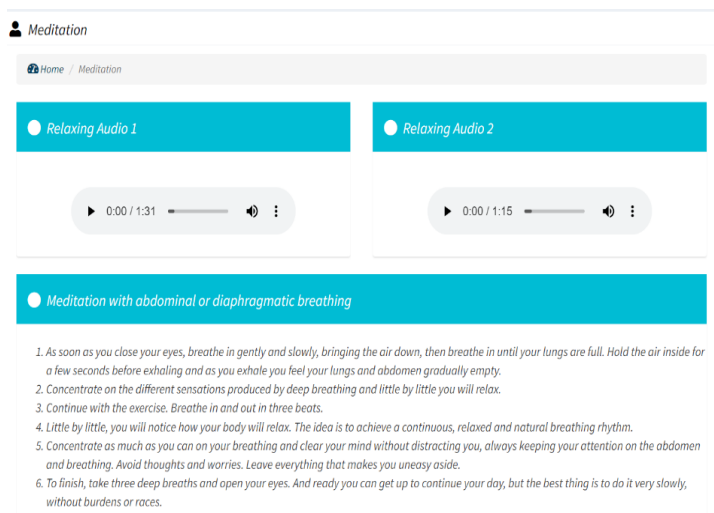 Meditation
Home / Meditation
Relaxing Audio 1
Relaxing Audio 2
0:00 / 1:31
0:00 / 1:15
Meditation with abdominal or diaphragmatic breathing
1. As soon as you close your eyes, breathe in gently and slowly, bringing the air down, then breathe in until your lungs are full. Hold the air inside for
a few seconds before exhaling and as you exhale you feel your lungs and abdomen gradually empty.
2. Concentrate on the different sensations produced by deep breathing and little by little you will relax.
3. Continue with the exercise. Breathe in and out in three beats.
4. Little by little, you will notice how your body will relax. The idea is to achieve a continuous, relaxed and natural breathing rhythm.
5. Concentrate as much as you can on your breathing and clear your mind without distracting you, always keeping your attention on the abdomen
and breathing. Avoid thoughts and worries. Leave everything that makes you uneasy aside.
6. To finish, take three deep breaths and open your eyes. And ready you can get up to continue your day, but the best thing is to do it very slowly,
without burdens or races.